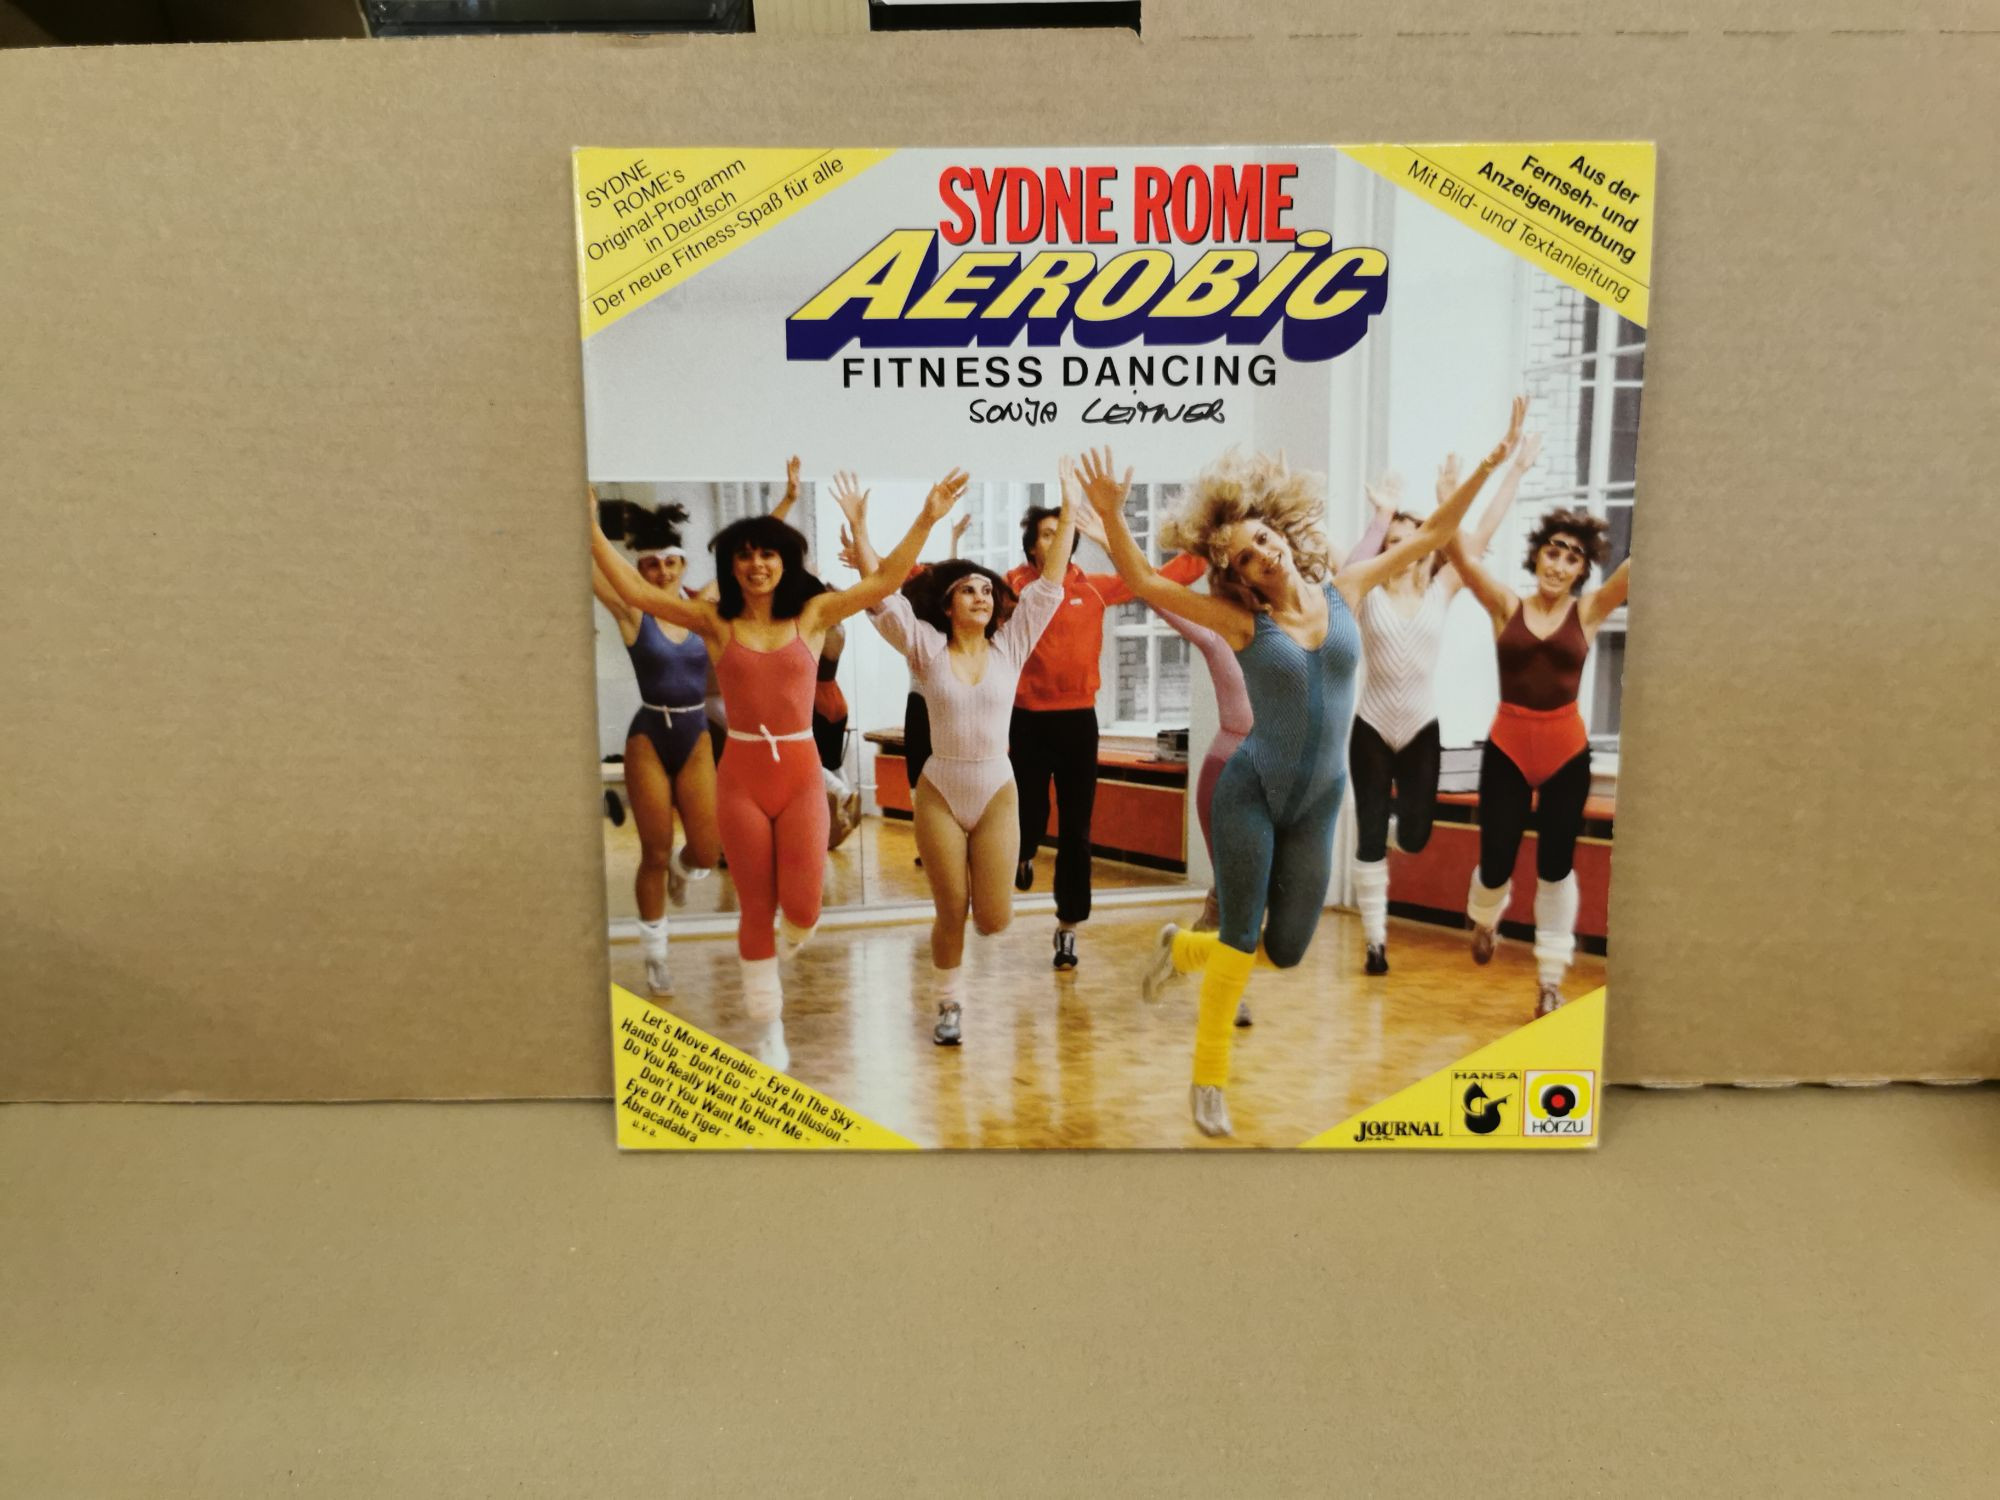 SYDNE
ROME's
Original-Programm
in Deutsch
Der neue Fitness-Spaß für alle
SYDNE ROME
AEROBiC
FITNESS DANCING
SONJA LEITNER
Aus der
Fernseh- und
Anzeigenwerbung
Mit Bild- und Textanleitung
Let's Move Aerobic - Eye In The Sky -
Hands Up - Don't Go - Just An Illusion -
Do You Really Want To Hurt Me -
Don't You Want Me -
Eye Of The Tiger -
Abracadabra
u.v.a.
JOURNAL
HANSA
HÖRZU